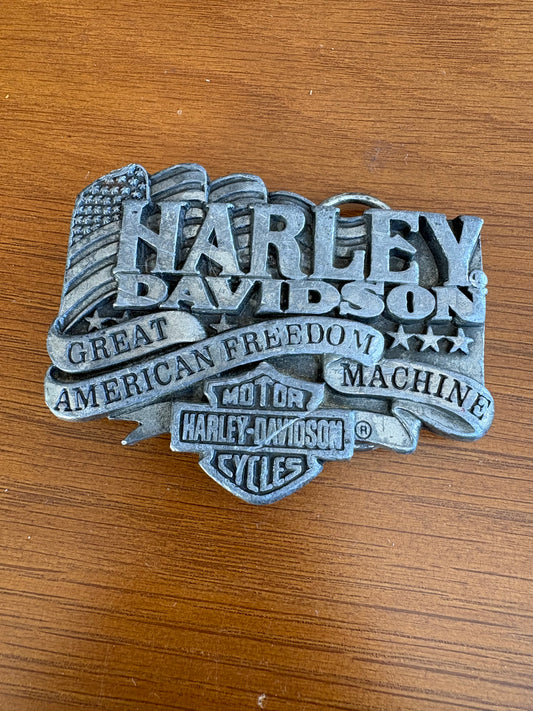 HARLEY
DAVIDSON
GREAT
AMERICAN FREEDOM
MACHINE
MOTOR
HARLEY-DAVIDSON ®
CYCLES